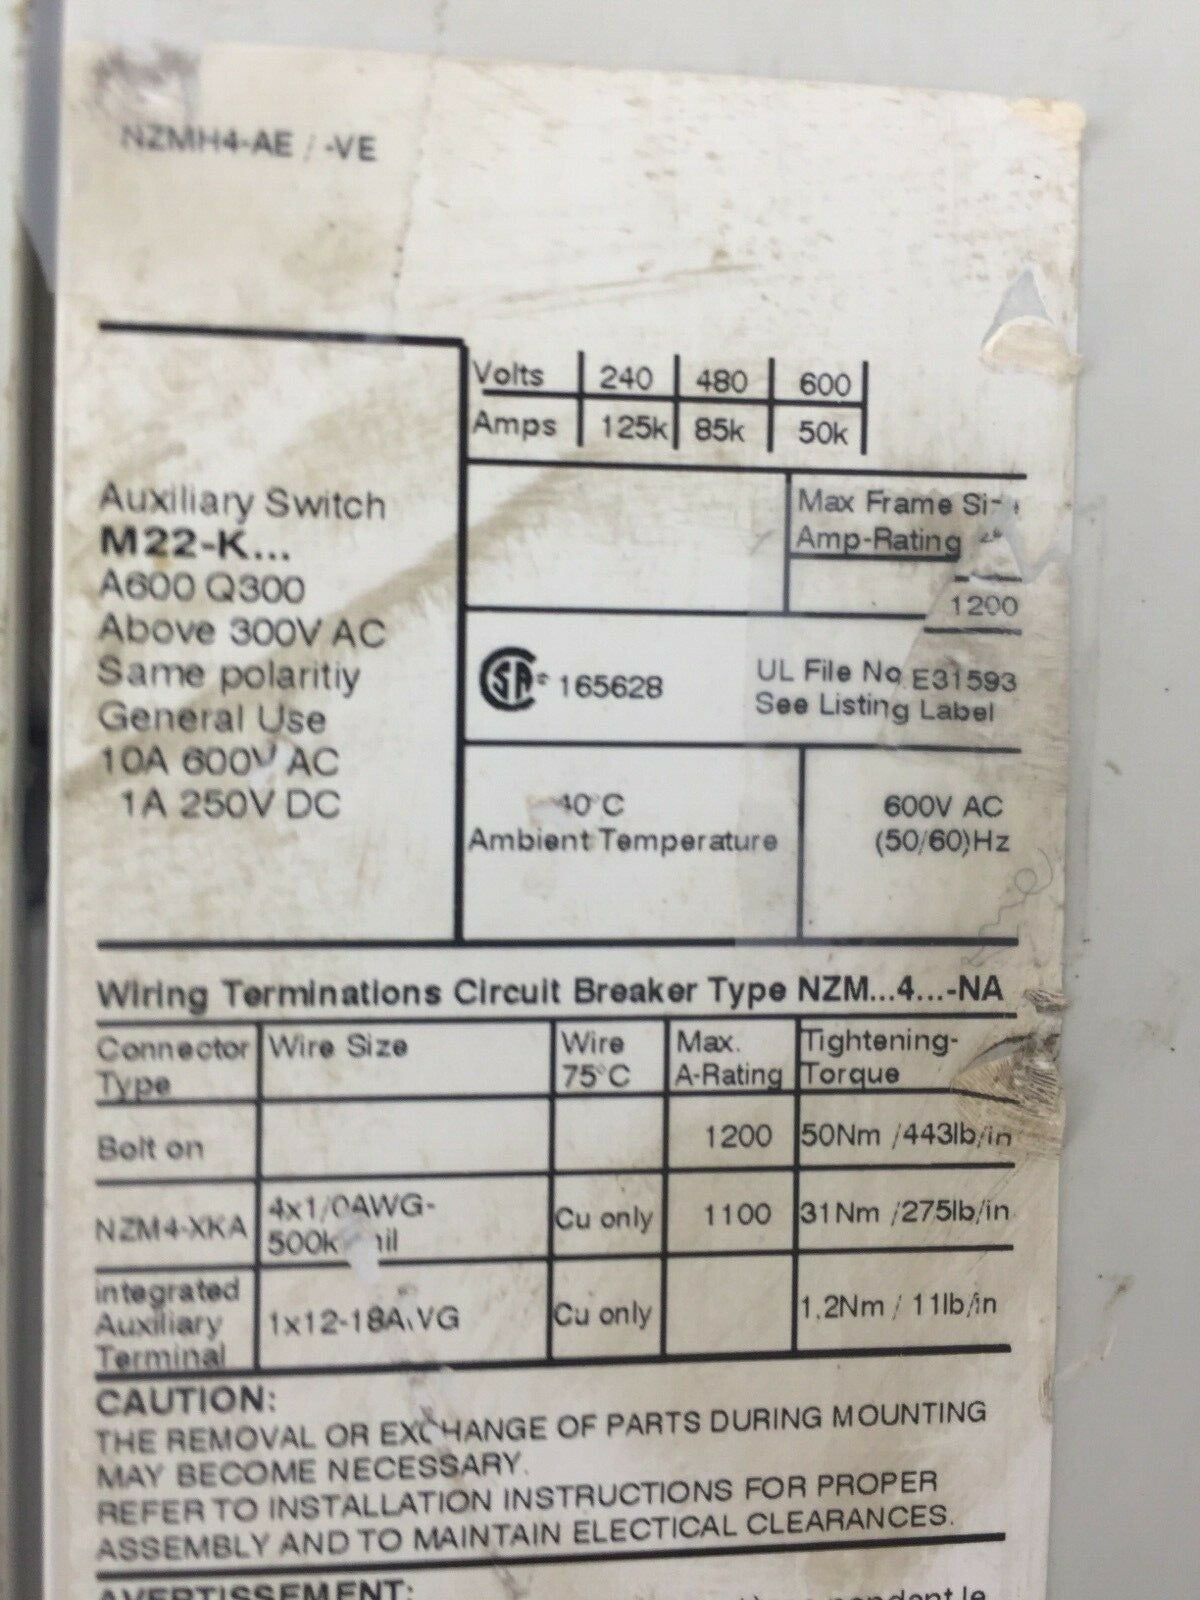 NZMH4-AE / -VE
Volts 240 480 600
Amps 125k 85k 50k
Auxiliary Switch
M22-K...
A600 Q300
Above 300V AC
Same polaritiy
General Use
10A 600V AC
1A 250V DC
Max Frame
Amp-Rating
1200
165628
UL File No E31593
See Listing Label
40°C
Ambient Temperature
600V AC
(50/60)Hz
Wiring Terminations Circuit Breaker Type NZM...4...-NA
Connector Type
Wire Size
Wire 75°C
Max. A-Rating
Tightening-Torque
Bolt on 1200 50Nm /443lb/in
NZM4-XKA
4x1/0AWG-
Cu only 1100 31Nm /275lb/in
integrated
Auxiliary
Terminal
1x12-18AWG Cu only 1.2Nm / 11lb/in
CAUTION:
THE REMOVAL OR EXCHANGE OF PARTS DURING MOUNTING
MAY BECOME NECESSARY.
REFER TO INSTALLATION INSTRUCTIONS FOR PROPER
ASSEMBLY AND TO MAINTAIN ELECTICAL CLEARANCES.
AVERTISSEMENT: